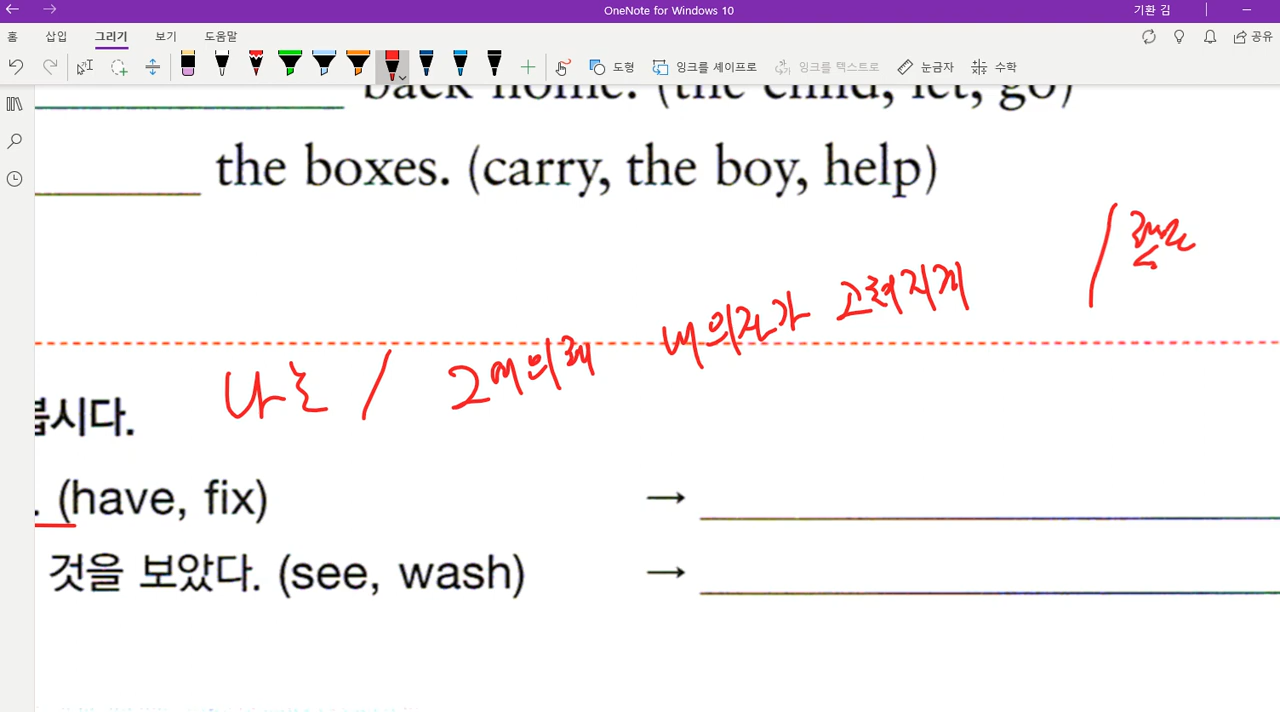 OneNote for Windows 10
기환 김
홈 삽입 그리기 보기 도움말
공유
도형 잉크를 셰이프로 잉크를 텍스트로 눈금자 수학
back home. (the child, let, go)
the boxes. (carry, the boy, help)
나는 / 그에 의해 내 의자가 고쳐지게 /
봅시다.
. (have, fix) →
것을 보았다. (see, wash) →